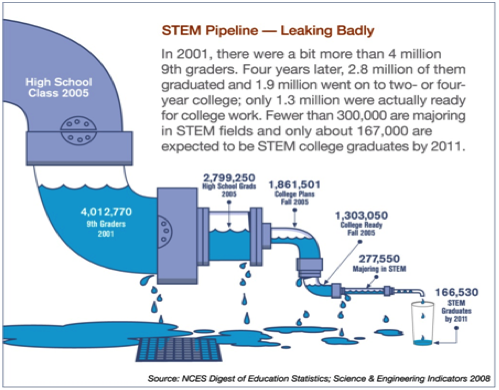 STEM Pipeline — Leaking Badly
In 2001, there were a bit more than 4 million
9th graders. Four years later, 2.8 million of them
graduated and 1.9 million went on to two- or four-
year college; only 1.3 million were actually ready
for college work. Fewer than 300,000 are majoring
in STEM fields and only about 167,000 are
expected to be STEM college graduates by 2011.
High School
Class 2005
4,012,770
9th Graders
2001
2,799,250
High School Grads
2005
1,861,501
College Plans
Fall 2005
1,303,050
College Ready
Fall 2005
277,550
Majoring in STEM
166,530
STEM
Graduates
by 2011
Source: NCES Digest of Education Statistics; Science & Engineering Indicators 2008